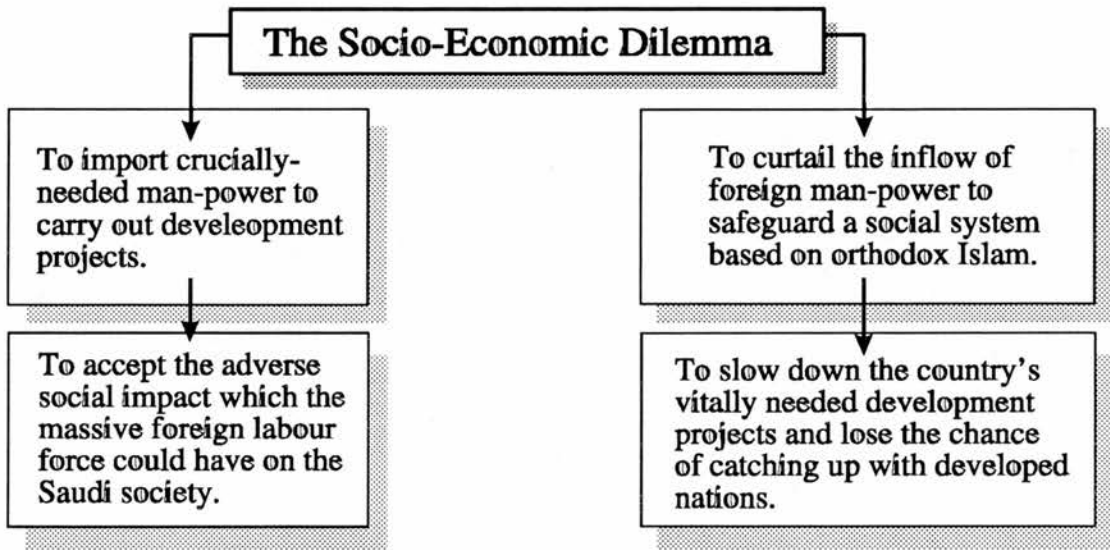 The Socio-Economic Dilemma
To import crucially-
needed man-power to
carry out develeopment
projects.
To accept the adverse
social impact which the
massive foreign labour
force could have on the
Saudi society.
To curtail the inflow of
foreign man-power to
safeguard a social system
based on orthodox Islam.
To slow down the country's
vitally needed development
projects and lose the chance
of catching up with developed
nations.